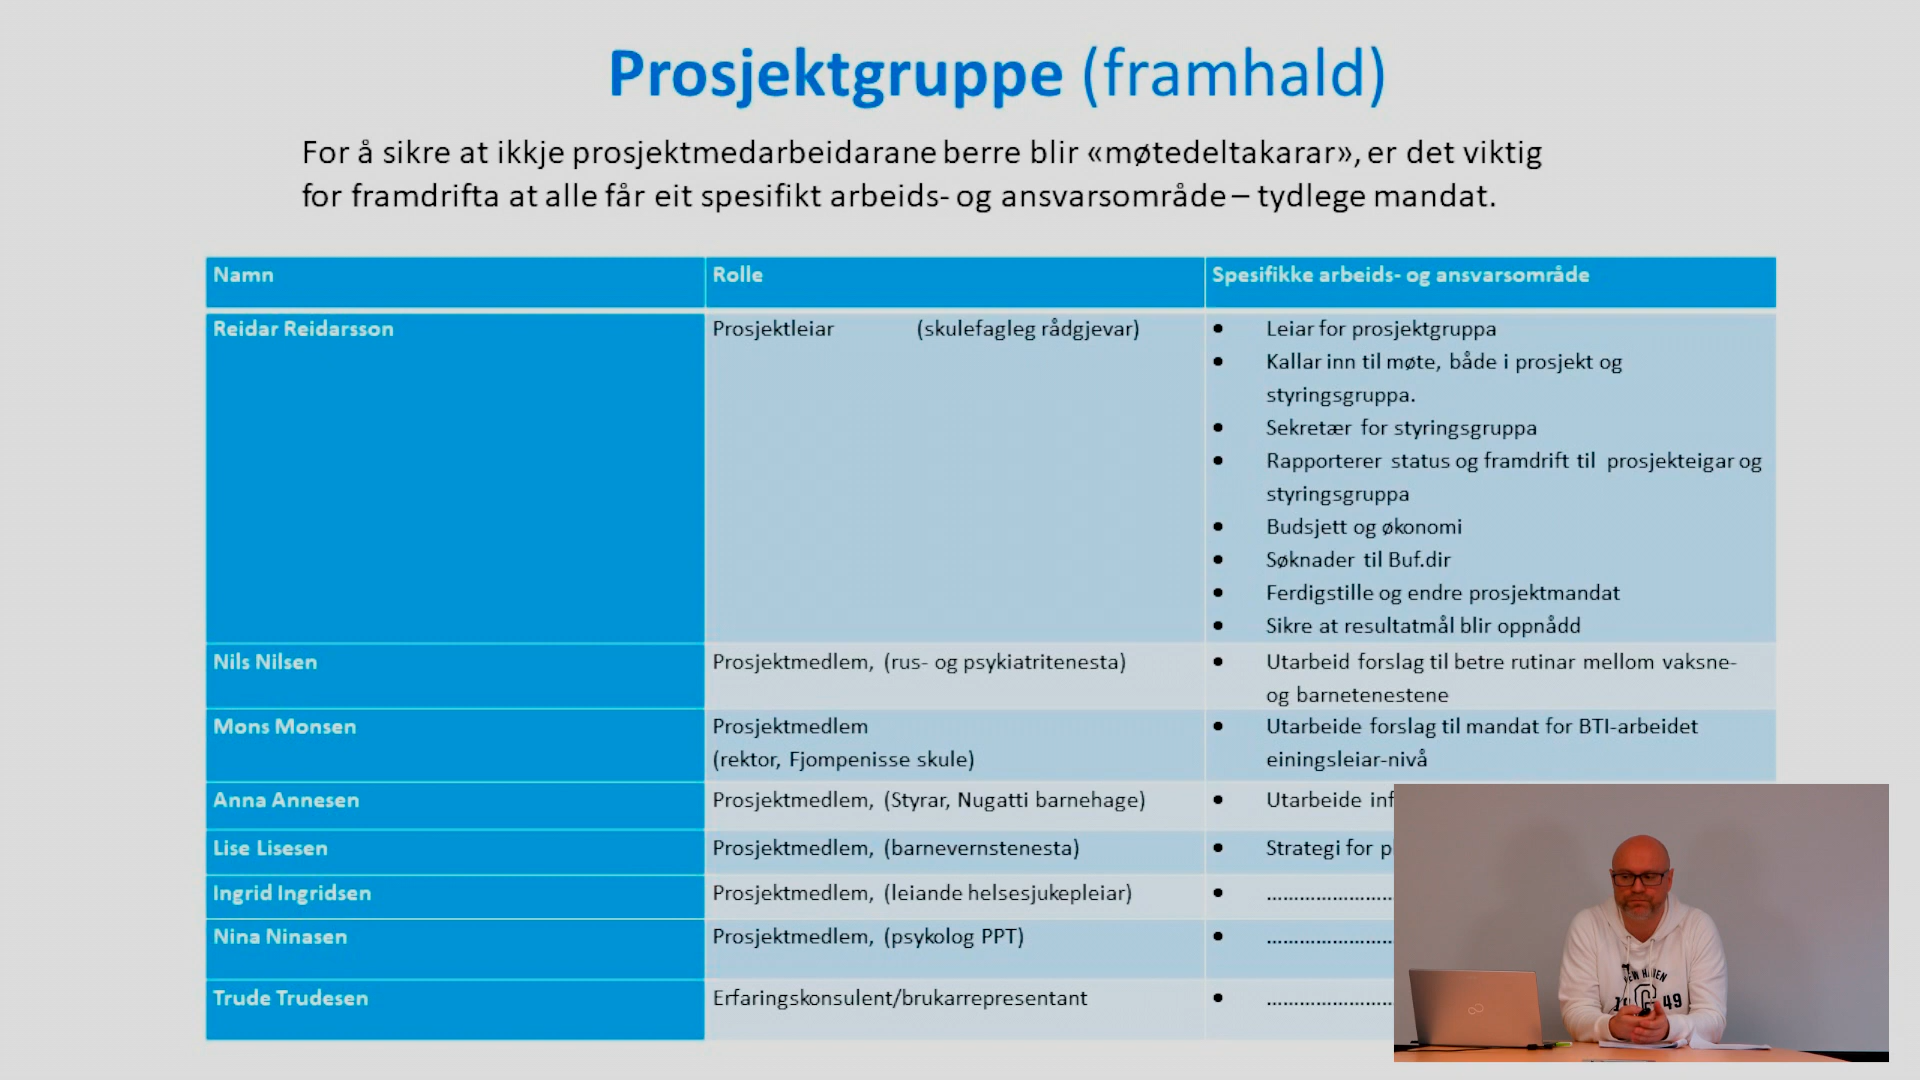 Prosjektgruppe (framhald)
For å sikre at ikkje prosjektmedarbeidarane berre blir «møtedeltakarar», er det viktig
for framdrifta at alle får eit spesifikt arbeids- og ansvarsområde – tydlege mandat.
Namn
Rolle
Spesifikke arbeids- og ansvarsområde
Reidar Reidarsson
Prosjektleiar (skulefagleg rådgjevar)
• Leiar for prosjektgruppa
• Kallar inn til møte, både i prosjekt og
styringsgruppa.
• Sekretær for styringsgruppa
• Rapporterer status og framdrift til prosjekteigar og
styringsgruppa
• Budsjett og økonomi
• Søknader til Buf.dir
• Ferdigstille og endre prosjektmandat
• Sikre at resultatmål blir oppnådd
Nils Nilsen
Prosjektmedlem, (rus- og psykiatritenesta)
• Utarbeid forslag til betre rutinar mellom vaksne-
og barnetenestene
Mons Monsen
Prosjektmedlem
(rektor, Fjompenisse skule)
• Utarbeide forslag til mandat for BTI-arbeidet
einingsleiar-nivå
Anna Annesen
Prosjektmedlem, (Styrar, Nugatti barnehage)
• Utarbeide inf
Lise Lisesen
Prosjektmedlem, (barnevernstenesta)
• Strategi for p
Ingrid Ingridsen
Prosjektmedlem, (leiande helsesjukepleiar)
• ........................
Nina Ninasen
Prosjektmedlem, (psykolog PPT)
• ........................
Trude Trudesen
Erfaringskonsulent/brukarrepresentant
• ........................